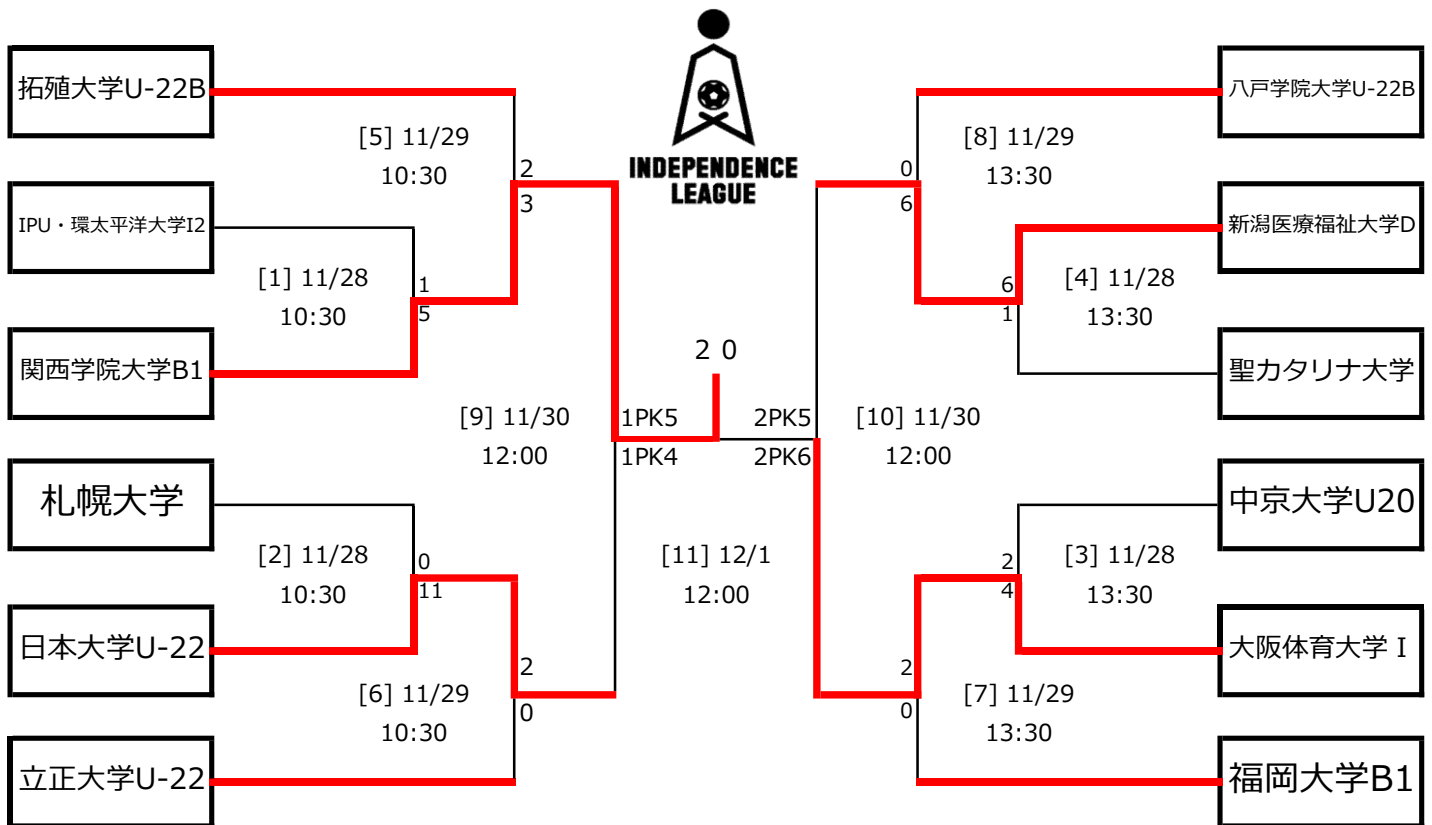 拓殖大学U-22B
八戸学院大学U-22B
[5] 11/29
10:30
INDEPENDENCE
LEAGUE
[8] 11/29
13:30
2
3
0
6
IPU・環太平洋大学I2
新潟医療福祉大学D
[1] 11/28
10:30
1
5
6
1
[4] 11/28
13:30
関西学院大学B1
2 0
聖カタリナ大学
[9] 11/30
12:00
1PK5
1PK4
2PK5
2PK6
[10] 11/30
12:00
札幌大学
中京大学U20
[2] 11/28
10:30
0
11
[11] 12/1
12:00
2
4
[3] 11/28
13:30
日本大学U-22
大阪体育大学 I
[6] 11/29
10:30
2
0
2
0
[7] 11/29
13:30
立正大学U-22
福岡大学B1